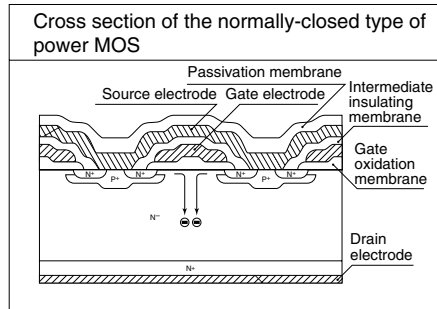 Cross section of the normally-closed type of
power MOS
Passivation membrane
Source electrode
Gate electrode
Intermediate
insulating
membrane
Gate
oxidation
membrane
N+
P+
N+
N+
P+
N+
N−
N+
Drain
electrode